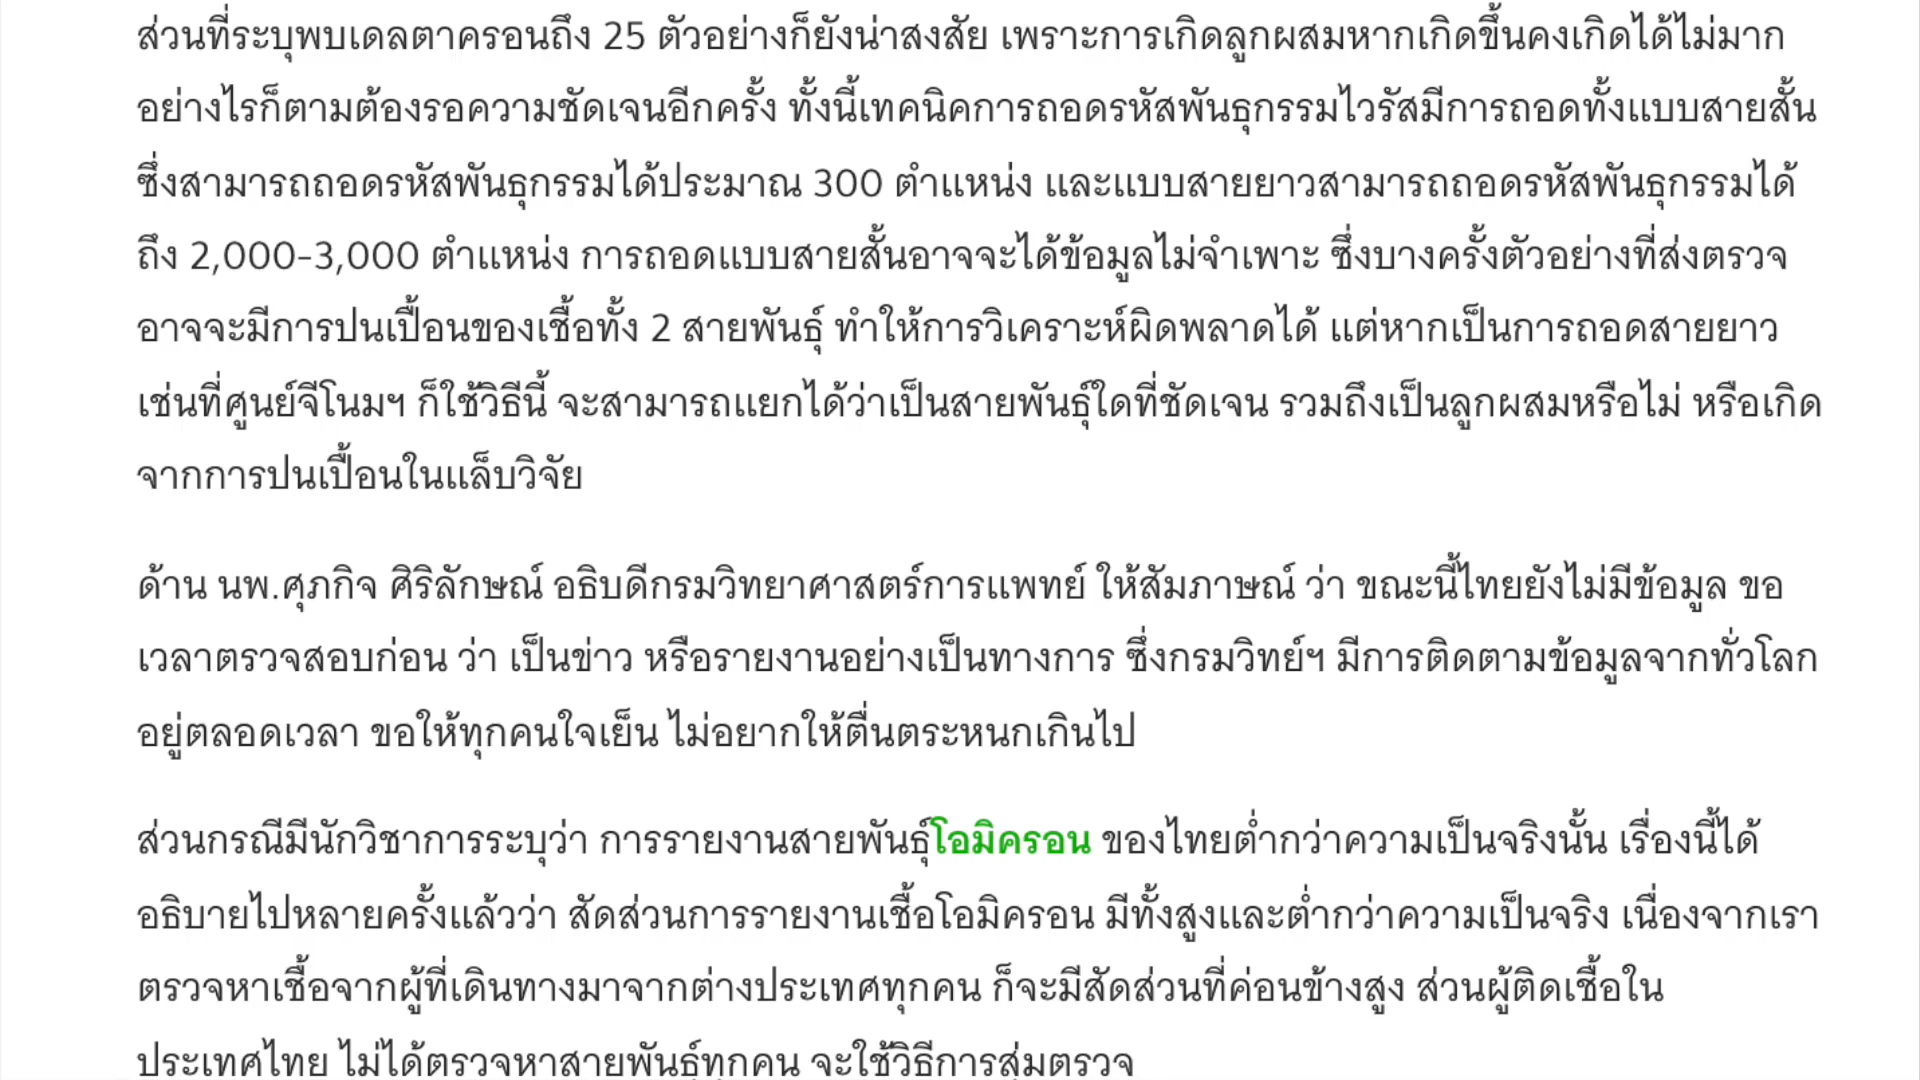 ส่วนที่ระบุพบเดลตาครอนถึง 25 ตัวอย่างก็ยังน่าสงสัย เพราะการเกิดลูกผสมหากเกิดขึ้นคงเกิดได้ไม่มาก
อย่างไรก็ตามต้องรอความชัดเจนอีกครั้ง ทั้งนี้เทคนิคการถอดรหัสพันธุกรรมไวรัสมีการถอดทั้งแบบสายสั้น
ซึ่งสามารถถอดรหัสพันธุกรรมได้ประมาณ 300 ตำแหน่ง และแบบสายยาวสามารถถอดรหัสพันธุกรรมได้
ถึง 2,000-3,000 ตำแหน่ง การถอดแบบสายสั้นอาจจะได้ข้อมูลไม่จำเพาะ ซึ่งบางครั้งตัวอย่างที่ส่งตรวจ
อาจจะมีการปนเปื้อนของเชื้อทั้ง 2 สายพันธุ์ ทำให้การวิเคราะห์ผิดพลาดได้ แต่หากเป็นการถอดสายยาว
เช่นที่ศูนย์จีโนมฯ ก็ใช้วิธีนี้ จะสามารถแยกได้ว่าเป็นสายพันธุ์ใดที่ชัดเจน รวมถึงเป็นลูกผสมหรือไม่ หรือเกิด
จากการปนเปื้อนในแล็บวิจัย
ด้าน นพ.ศุภกิจ ศิริลักษณ์ อธิบดีกรมวิทยาศาสตร์การแพทย์ ให้สัมภาษณ์ ว่า ขณะนี้ไทยยังไม่มีข้อมูล ขอ
เวลาตรวจสอบก่อน ว่า เป็นข่าว หรือรายงานอย่างเป็นทางการ ซึ่งกรมวิทย์ฯ มีการติดตามข้อมูลจากทั่วโลก
อยู่ตลอดเวลา ขอให้ทุกคนใจเย็น ไม่อยากให้ตื่นตระหนกเกินไป
ส่วนกรณีมีนักวิชาการระบุว่า การรายงานสายพันธุ์โอมิครอน ของไทยต่ำกว่าความเป็นจริงนั้น เรื่องนี้ได้
อธิบายไปหลายครั้งแล้วว่า สัดส่วนการรายงานเชื้อโอมิครอน มีทั้งสูงและต่ำกว่าความเป็นจริง เนื่องจากเรา
ตรวจหาเชื้อจากผู้ที่เดินทางมาจากต่างประเทศทุกคน ก็จะมีสัดส่วนที่ค่อนข้างสูง ส่วนผู้ติดเชื้อใน
ประเทศไทย ไม่ได้ตรวจหาสายพันธุ์ทุกคน จะใช้วิธีการสุ่มตรวจ